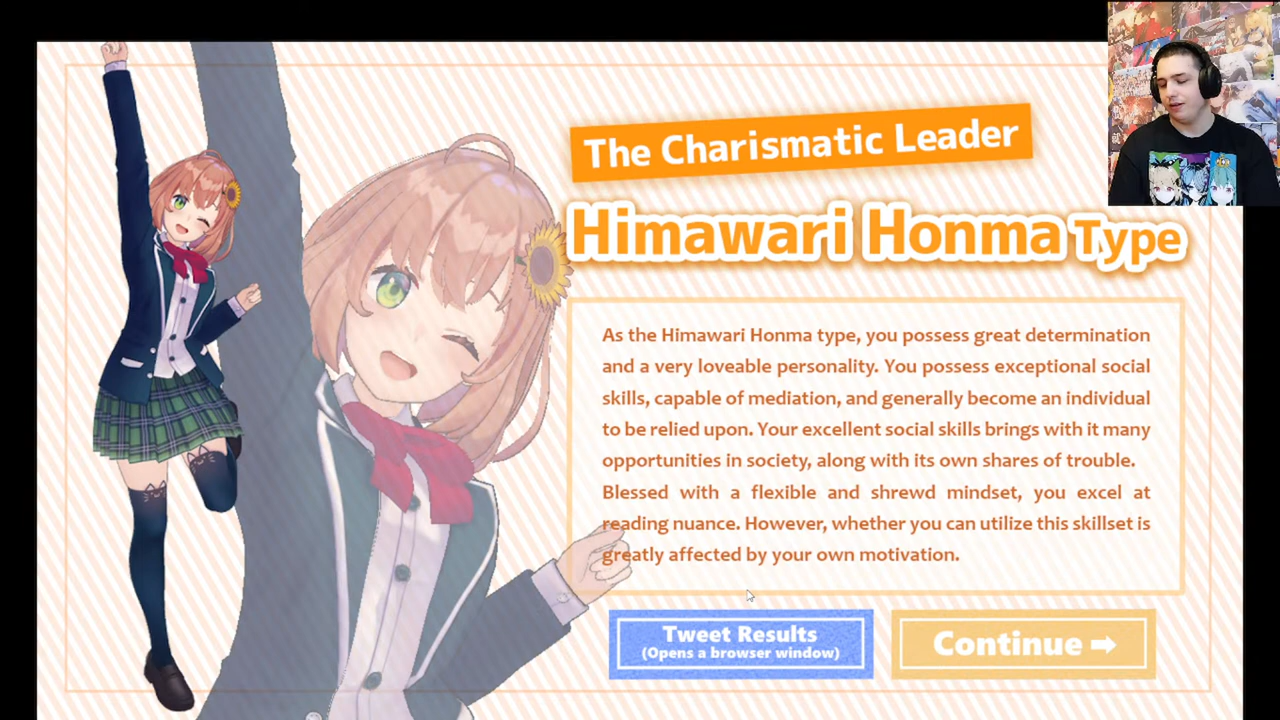 The Charismatic Leader
Himawari Honma Type
As the Himawari Honma type, you possess great determination
and a very loveable personality. You possess exceptional social
skills, capable of mediation, and generally become an individual
to be relied upon. Your excellent social skills brings with it many
opportunities in society, along with its own shares of trouble.
Blessed with a flexible and shrewd mindset, you excel at
reading nuance. However, whether you can utilize this skillset is
greatly affected by your own motivation.
Tweet Results
(Opens a browser window)
Continue ➡